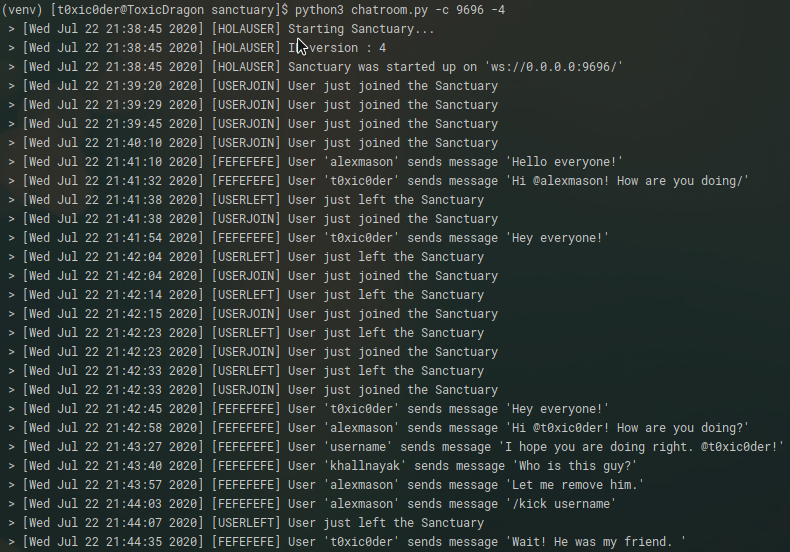 (venv) [t0xic0der@ToxicDragon sanctuary]$ python3 chatroom.py -c 9696 -4
> [Wed Jul 22 21:38:45 2020] [HOLAUSER] Starting Sanctuary...
> [Wed Jul 22 21:38:45 2020] [HOLAUSER] IP version : 4
> [Wed Jul 22 21:38:45 2020] [HOLAUSER] Sanctuary was started up on 'ws://0.0.0.0:9696/'
> [Wed Jul 22 21:39:20 2020] [USERJOIN] User just joined the Sanctuary
> [Wed Jul 22 21:39:29 2020] [USERJOIN] User just joined the Sanctuary
> [Wed Jul 22 21:39:45 2020] [USERJOIN] User just joined the Sanctuary
> [Wed Jul 22 21:40:10 2020] [USERJOIN] User just joined the Sanctuary
> [Wed Jul 22 21:41:10 2020] [FEFEFEFE] User 'alexmason' sends message 'Hello everyone!'
> [Wed Jul 22 21:41:32 2020] [FEFEFEFE] User 't0xic0der' sends message 'Hi @alexmason! How are you doing/'
> [Wed Jul 22 21:41:38 2020] [USERLEFT] User just left the Sanctuary
> [Wed Jul 22 21:41:38 2020] [USERJOIN] User just joined the Sanctuary
> [Wed Jul 22 21:41:54 2020] [FEFEFEFE] User 't0xic0der' sends message 'Hey everyone!'
> [Wed Jul 22 21:42:04 2020] [USERLEFT] User just left the Sanctuary
> [Wed Jul 22 21:42:04 2020] [USERJOIN] User just joined the Sanctuary
> [Wed Jul 22 21:42:14 2020] [USERLEFT] User just left the Sanctuary
> [Wed Jul 22 21:42:15 2020] [USERJOIN] User just joined the Sanctuary
> [Wed Jul 22 21:42:23 2020] [USERLEFT] User just left the Sanctuary
> [Wed Jul 22 21:42:23 2020] [USERJOIN] User just joined the Sanctuary
> [Wed Jul 22 21:42:33 2020] [USERLEFT] User just left the Sanctuary
> [Wed Jul 22 21:42:33 2020] [USERJOIN] User just joined the Sanctuary
> [Wed Jul 22 21:42:45 2020] [FEFEFEFE] User 't0xic0der' sends message 'Hey everyone!'
> [Wed Jul 22 21:42:58 2020] [FEFEFEFE] User 'alexmason' sends message 'Hi @t0xic0der! How are you doing?'
> [Wed Jul 22 21:43:27 2020] [FEFEFEFE] User 'username' sends message 'I hope you are doing right. @t0xic0der!'
> [Wed Jul 22 21:43:40 2020] [FEFEFEFE] User 'khallnayak' sends message 'Who is this guy?'
> [Wed Jul 22 21:43:57 2020] [FEFEFEFE] User 'alexmason' sends message 'Let me remove him.'
> [Wed Jul 22 21:44:03 2020] [FEFEFEFE] User 'alexmason' sends message '/kick username'
> [Wed Jul 22 21:44:07 2020] [USERLEFT] User just left the Sanctuary
> [Wed Jul 22 21:44:35 2020] [FEFEFEFE] User 't0xic0der' sends message 'Wait! He was my friend. '